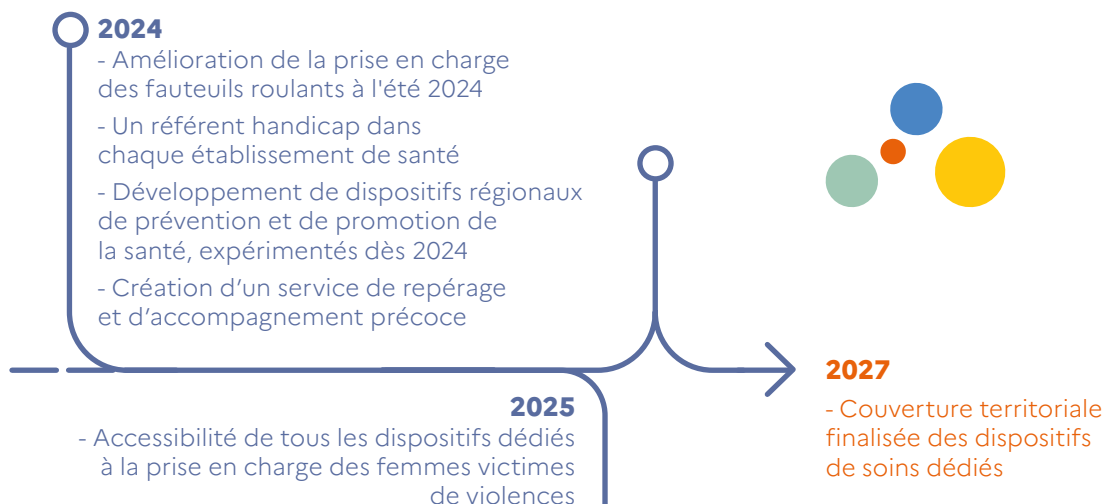 2024
- Amélioration de la prise en charge
des fauteuils roulants à l'été 2024
- Un référent handicap dans
chaque établissement de santé
- Développement de dispositifs régionaux
de prévention et de promotion de
la santé, expérimentés dès 2024
- Création d’un service de repérage
et d’accompagnement précoce
2025
- Accessibilité de tous les dispositifs dédiés
à la prise en charge des femmes victimes
de violences
2027
- Couverture territoriale
finalisée des dispositifs
de soins dédiés